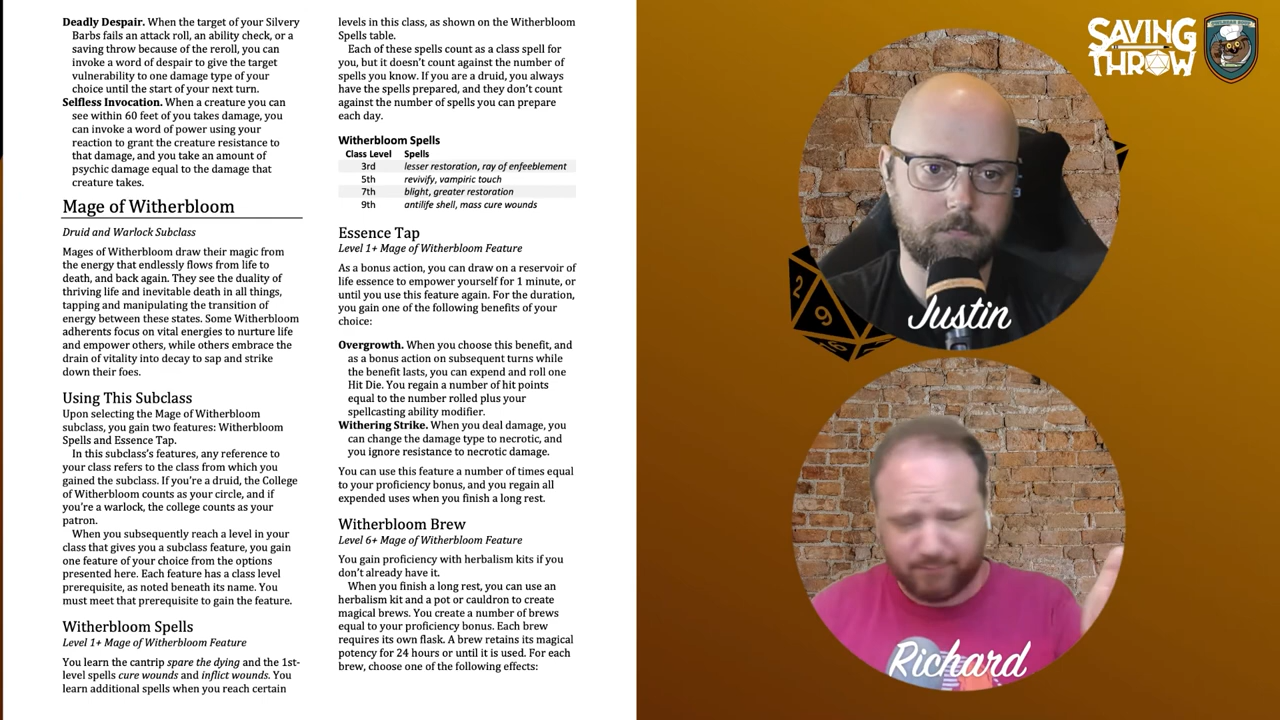 Deadly Despair. When the target of your Silvery
Barbs fails an attack roll, an ability check, or a
saving throw because of the reroll, you can
invoke a word of despair to give the target
vulnerability to one damage type of your
choice until the start of your next turn.
Selfless Invocation. When a creature you can
see within 60 feet of you takes damage, you
can invoke a word of power using your
reaction to grant the creature resistance to
that damage, and you take an amount of
psychic damage equal to the damage that
creature takes.
Mage of Witherbloom
Druid and Warlock Subclass
Mages of Witherbloom draw their magic from
the energy that endlessly flows from life to
death, and back again. They see the duality of
thriving life and inevitable death in all things,
tapping and manipulating the transition of
energy between these states. Some Witherbloom
adherents focus on vital energies to nurture life
and empower others, while others embrace the
drain of vitality into decay to sap and strike
down their foes.
Using This Subclass
Upon selecting the Mage of Witherbloom
subclass, you gain two features: Witherbloom
Spells and Essence Tap.
In this subclass's features, any reference to
your class refers to the class from which you
gained the subclass. If you're a druid, the College
of Witherbloom counts as your circle, and if
you're a warlock, the college counts as your
patron.
When you subsequently reach a level in your
class that gives you a subclass feature, you gain
one feature of your choice from the options
presented here. Each feature has a class level
prerequisite, as noted beneath its name. You
must meet that prerequisite to gain the feature.
Witherbloom Spells
Level 1+ Mage of Witherbloom Feature
You learn the cantrip spare the dying and the 1st-
level spells cure wounds and inflict wounds. You
learn additional spells when you reach certain
levels in this class, as shown on the Witherbloom
Spells table.
Each of these spells count as a class spell for
you, but it doesn't count against the number of
spells you know. If you are a druid, you always
have the spells prepared, and they don't count
against the number of spells you can prepare
each day.
Witherbloom Spells
Class Level Spells
3rd lesser restoration, ray of enfeeblement
5th revivify, vampiric touch
7th blight, greater restoration
9th antilife shell, mass cure wounds
Essence Tap
Level 1+ Mage of Witherbloom Feature
As a bonus action, you can draw on a reservoir of
life essence to empower yourself for 1 minute, or
until you use this feature again. For the duration,
you gain one of the following benefits of your
choice:
Overgrowth. When you choose this benefit, and
as a bonus action on subsequent turns while
the benefit lasts, you can expend and roll one
Hit Die. You regain a number of hit points
equal to the number rolled plus your
spellcasting ability modifier.
Withering Strike. When you deal damage, you
can change the damage type to necrotic, and
you ignore resistance to necrotic damage.
You can use this feature a number of times equal
to your proficiency bonus, and you regain all
expended uses when you finish a long rest.
Witherbloom Brew
Level 6+ Mage of Witherbloom Feature
You gain proficiency with herbalism kits if you
don't already have it.
When you finish a long rest, you can use an
herbalism kit and a pot or cauldron to create
magical brews. You create a number of brews
equal to your proficiency bonus. Each brew
requires its own flask. A brew retains its magical
potency for 24 hours or until it is used. For each
brew, choose one of the following effects:
SAVING
THROW
2
9
8
Justin
Richard